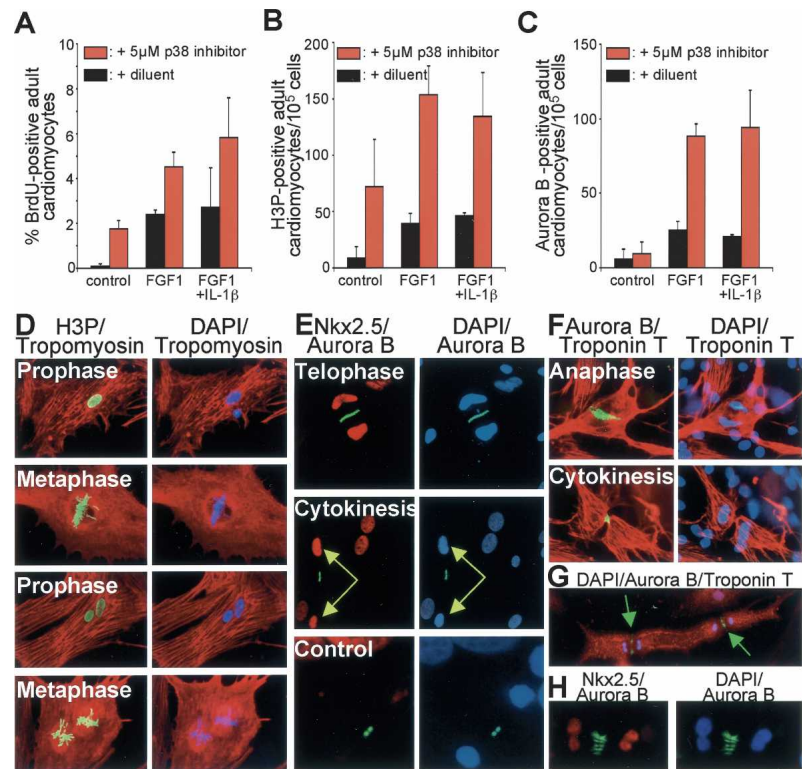 A
% BrdU-positive adult
cardiomyocytes
10
8
6
4
2
0
: + 5µM p38 inhibitor
: + diluent
control
FGF1
FGF1
+IL-1β
B
H3P-positive adult
cardiomyocytes/10⁵ cells
200
150
100
50
0
: + 5µM p38 inhibitor
: + diluent
control
FGF1
FGF1
+IL-1β
C
Aurora B -positive adult
cardiomyocytes/10⁵ cells
150
100
50
0
: + 5µM p38 inhibitor
: + diluent
control
FGF1
FGF1
+IL-1β
D
H3P/
Tropomyosin
DAPI/
Tropomyosin
Prophase
Metaphase
Prophase
Metaphase
E
Nkx2.5/
Aurora B
DAPI/
Aurora B
Telophase
Cytokinesis
Control
F
Aurora B/
Troponin T
DAPI/
Troponin T
Anaphase
Cytokinesis
G
DAPI/Aurora B/Troponin T
H
Nkx2.5/
Aurora B
DAPI/
Aurora B